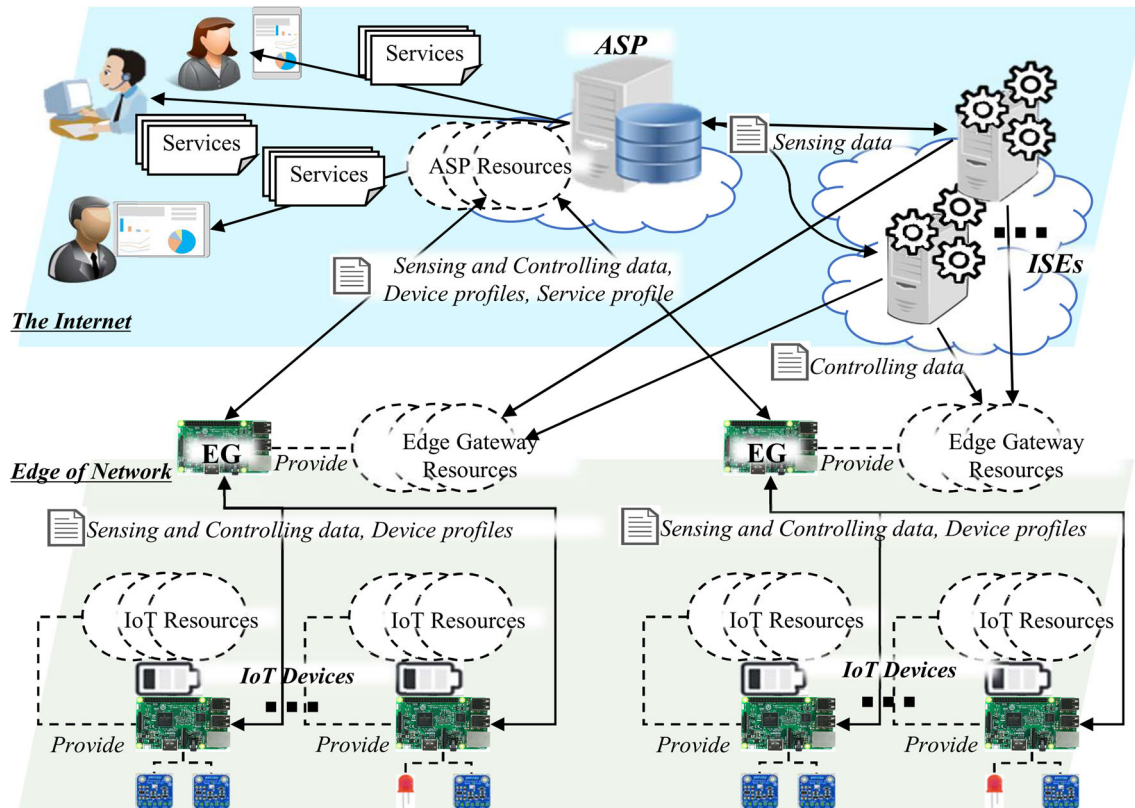 ASP
Services
Services
Services
ASP Resources
Sensing data
ISEs
Sensing and Controlling data,
Device profiles, Service profile
The Internet
Controlling data
EG
Provide
Edge Gateway
Resources
EG
Provide
Edge Gateway
Resources
Edge of Network
Sensing and Controlling data, Device profiles
Sensing and Controlling data, Device profiles
IoT Resources
IoT Resources
IoT Resources
IoT Resources
IoT Devices
IoT Devices
Provide
Provide
Provide
Provide